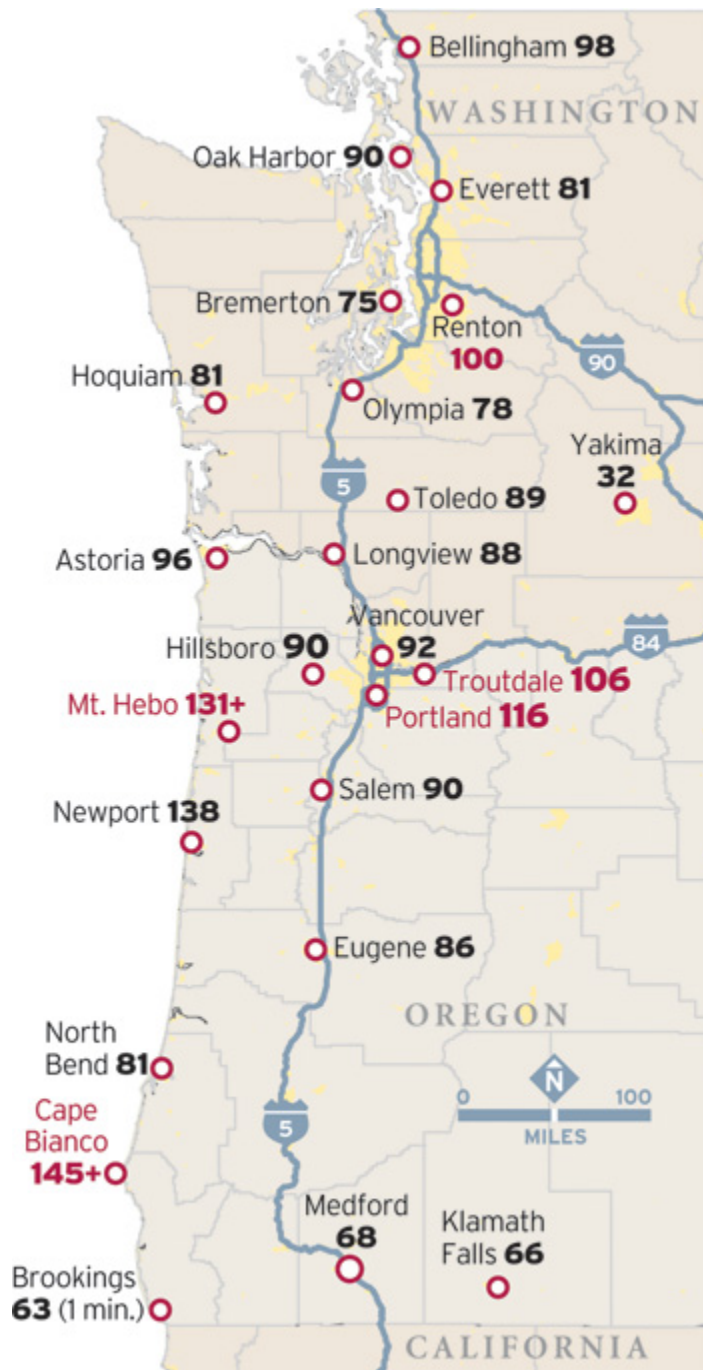 Bellingham 98
WASHINGTON
Oak Harbor 90
Everett 81
Bremerton 75
Renton
100
90
Hoquiam 81
Olympia 78
Yakima
32
5
Toledo 89
Astoria 96
Longview 88
Vancouver
92
84
Hillsboro 90
Troutdale 106
Mt. Hebo 131+
Portland 116
Salem 90
Newport 138
Eugene 86
OREGON
North
Bend 81
N
0 100
MILES
Cape
Bianco
145+
5
Medford
68
Klamath
Falls 66
Brookings
63 (1 min.)
CALIFORNIA